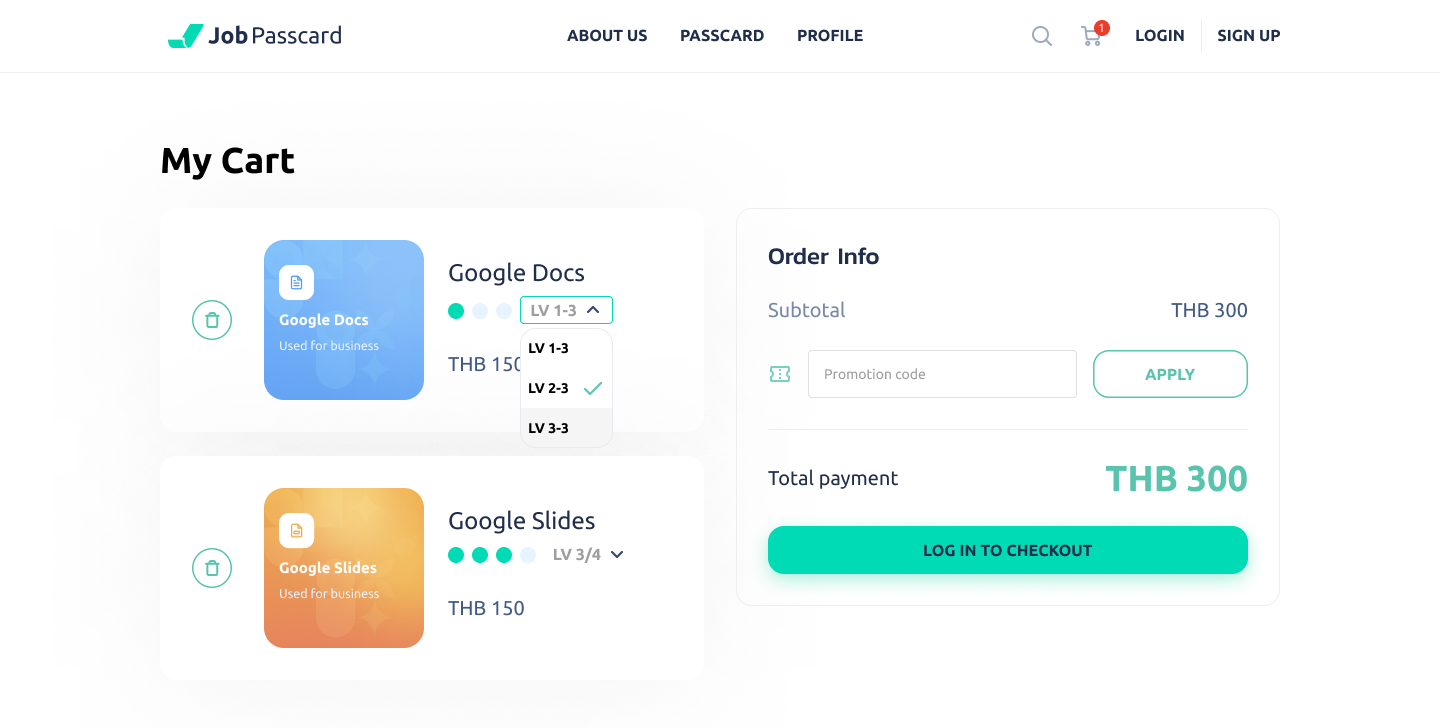 Job Passcard
ABOUT US PASSCARD PROFILE
1
LOGIN SIGN UP
My Cart
Google Docs
Used for business
Google Docs
LV 1-3
LV 1-3
LV 2-3
LV 3-3
THB 150
Google Slides
Used for business
Google Slides
LV 3/4
THB 150
Order Info
Subtotal THB 300
Promotion code APPLY
Total payment THB 300
LOG IN TO CHECKOUT